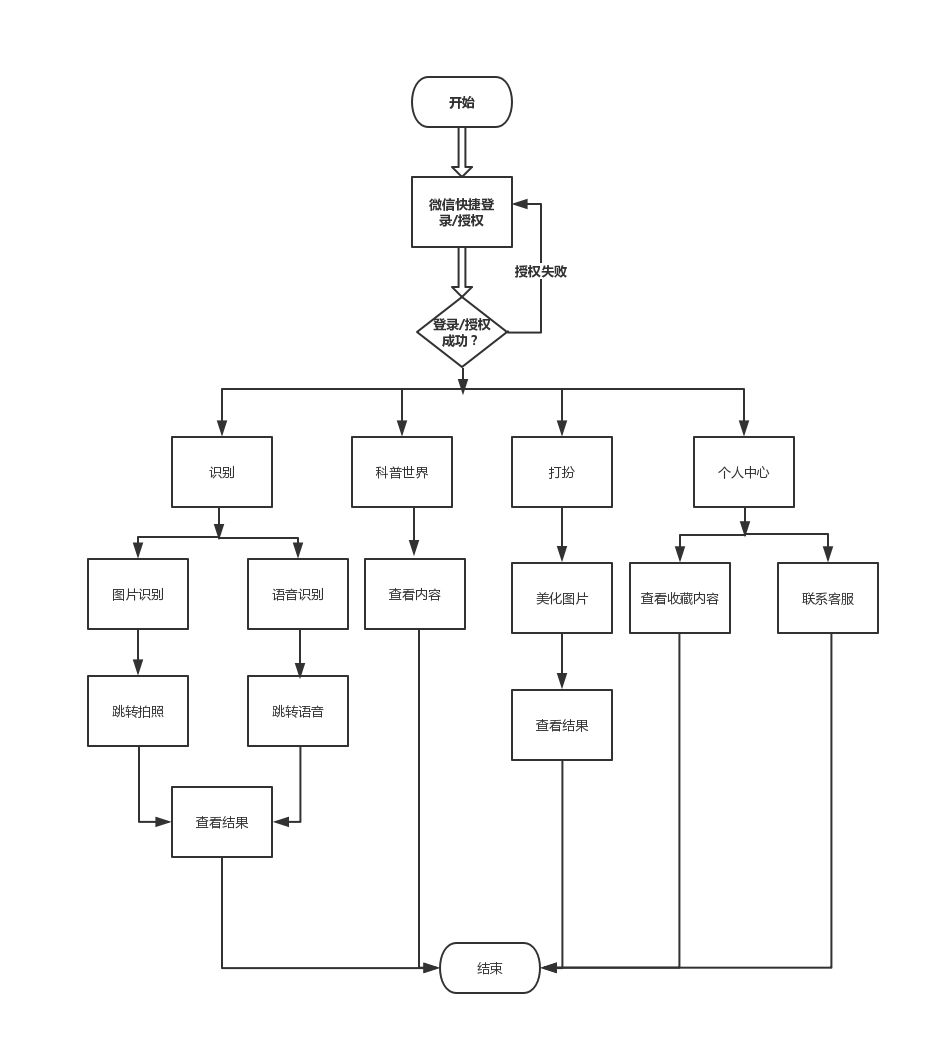 开始
微信快捷登
录/授权
授权失败
登录/授权
成功？
识别
科普世界
打扮
个人中心
图片识别
语音识别
查看内容
美化图片
查看收藏内容
联系客服
跳转拍照
跳转语音
查看结果
查看结果
结束